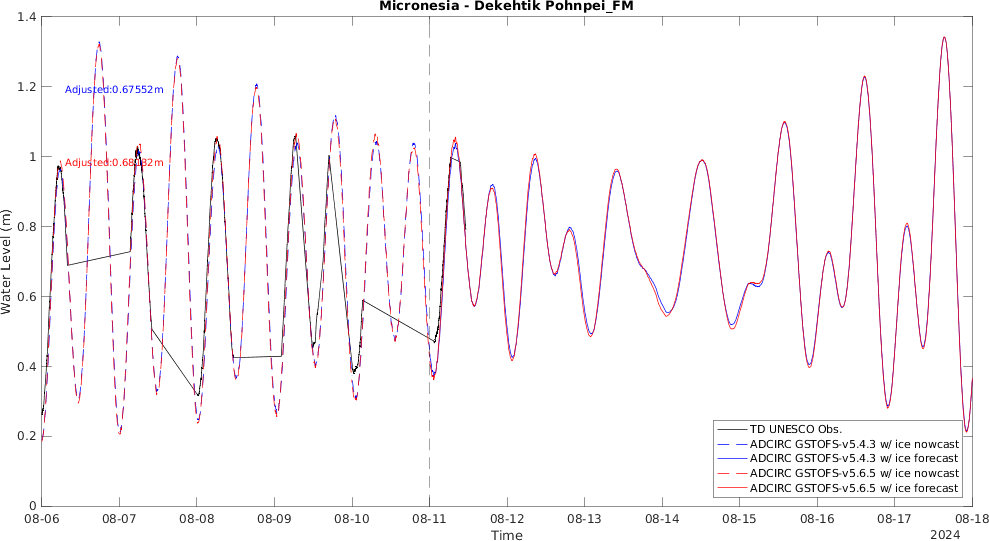 Micronesia - Dekehtik Pohnpei_FM
1.4
1.2
1
0.8
0.6
0.4
0.2
0
Water Level (m)
Adjusted:0.67552m
Adjusted:0.68182m
TD UNESCO Obs.
ADCIRC GSTOFS-v5.4.3 w/ ice nowcast
ADCIRC GSTOFS-v5.4.3 w/ ice forecast
ADCIRC GSTOFS-v5.6.5 w/ ice nowcast
ADCIRC GSTOFS-v5.6.5 w/ ice forecast
08-06 08-07 08-08 08-09 08-10 08-11 08-12 08-13 08-14 08-15 08-16 08-17 08-18
Time
2024